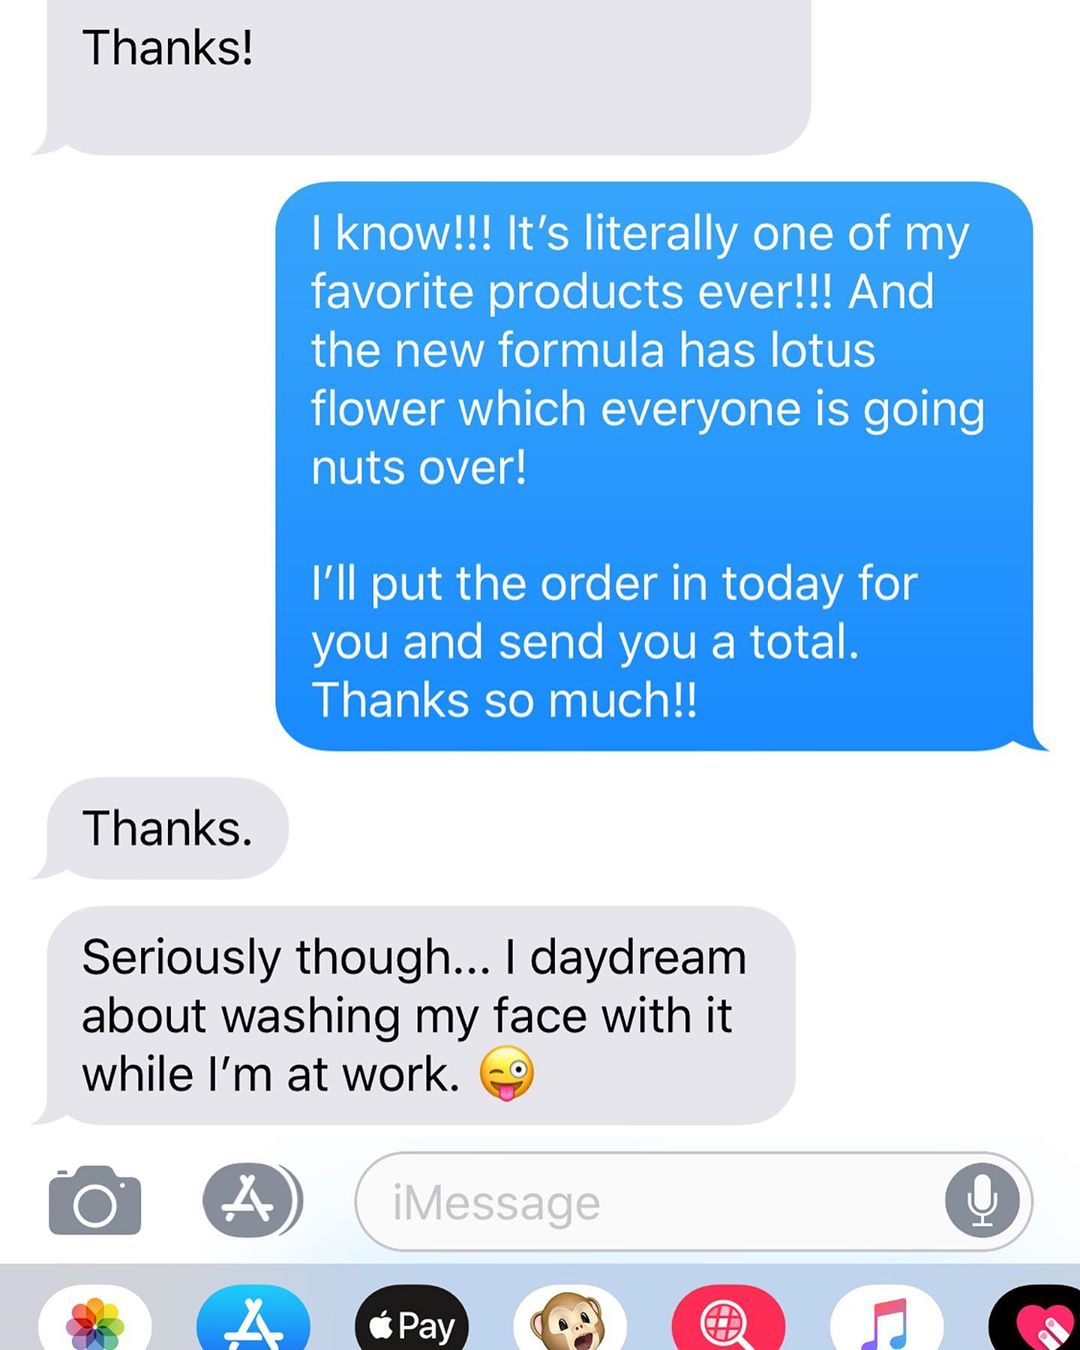 Thanks!
I know!!! It’s literally one of my
favorite products ever!!! And
the new formula has lotus
flower which everyone is going
nuts over!
I’ll put the order in today for
you and send you a total.
Thanks so much!!
Thanks.
Seriously though... I daydream
about washing my face with it
while I’m at work. 😜
iMessage
Pay